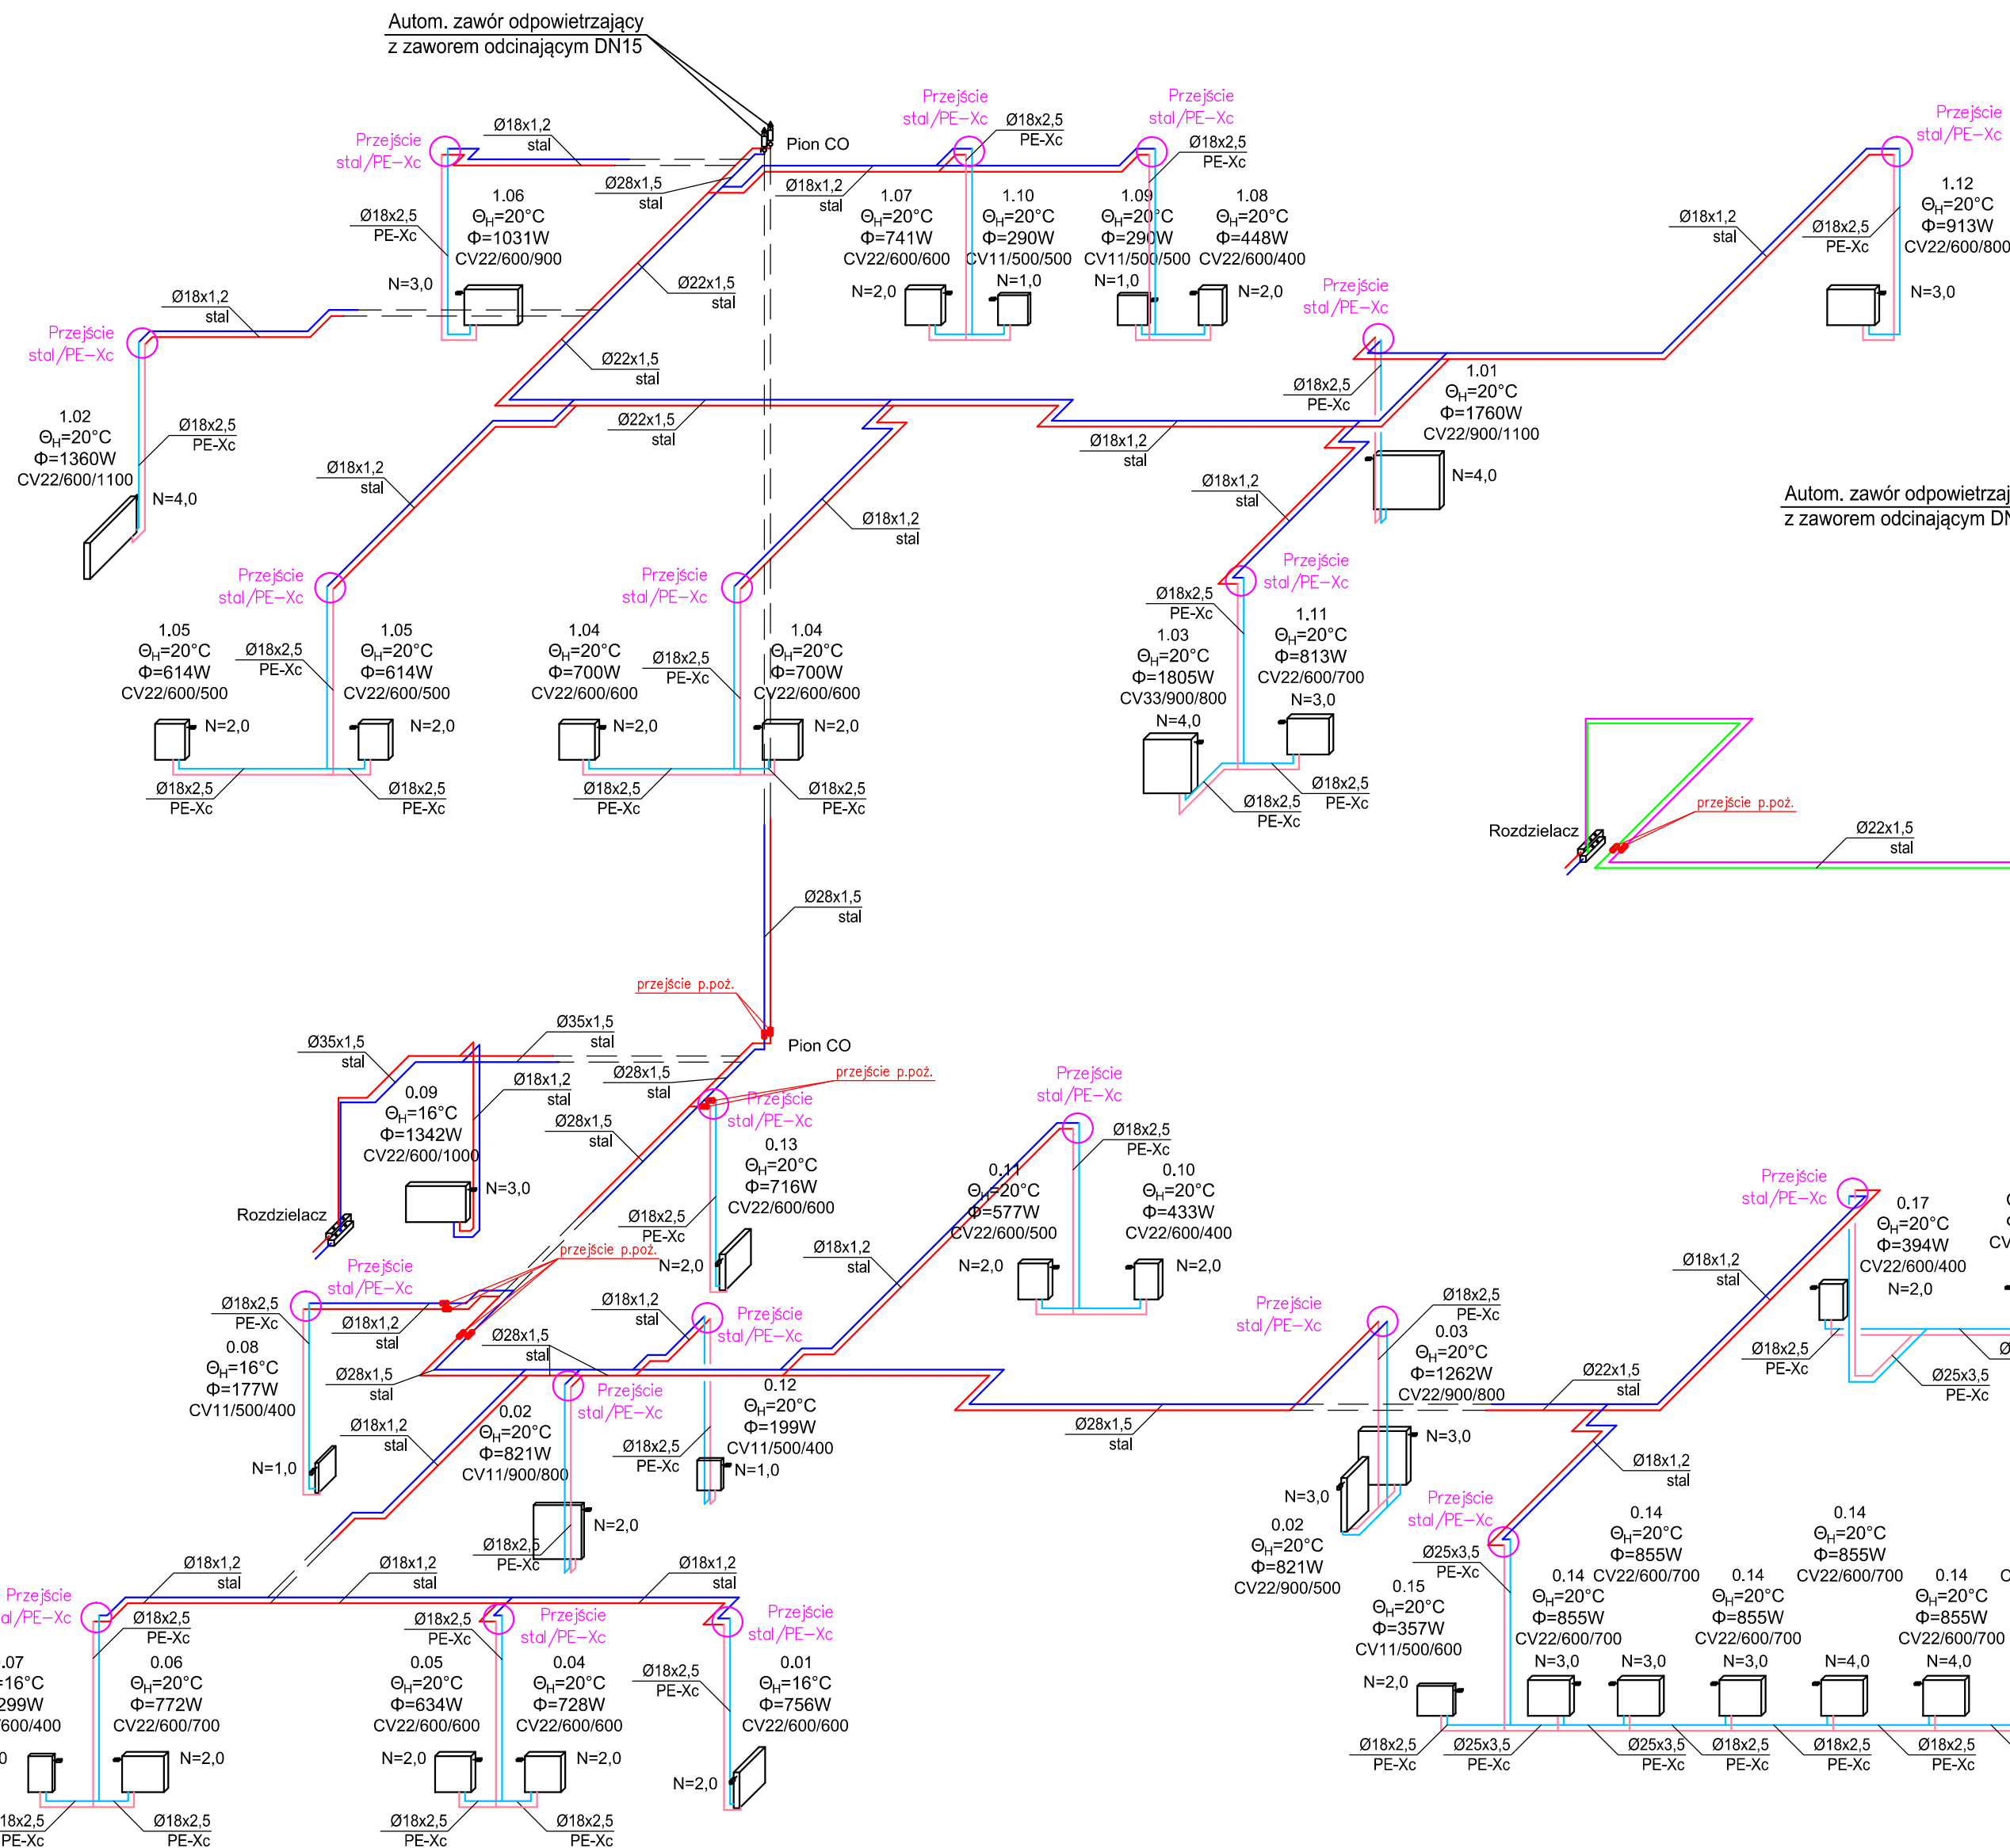 Autom. zawór odpowietrzający
z zaworem odcinającym DN15
Pion CO
Przejście
stal/PE-Xc
Ø18x1,2
stal
Ø28x1,5
stal
Ø18x2,5
PE-Xc
1.06
ΘH=20°C
Φ=1031W
CV22/600/900
N=3,0
Ø22x1,5
stal
Ø18x1,2
stal
Przejście
stal/PE-Xc
Ø18x2,5
PE-Xc
Przejście
stal/PE-Xc
Ø18x2,5
PE-Xc
1.07
ΘH=20°C
Φ=741W
CV22/600/600
N=2,0
1.10
ΘH=20°C
Φ=290W
CV11/500/500
N=1,0
1.09
ΘH=20°C
Φ=290W
CV11/500/500
N=1,0
1.08
ΘH=20°C
Φ=448W
CV22/600/400
N=2,0
Przejście
stal/PE-Xc
Ø18x1,2
stal
Ø18x2,5
PE-Xc
1.12
ΘH=20°C
Φ=913W
CV22/600/800
N=3,0
Przejście
stal/PE-Xc
Ø18x1,2
stal
1.02
ΘH=20°C
Φ=1360W
CV22/600/1100
Ø18x2,5
PE-Xc
N=4,0
Ø22x1,5
stal
Ø22x1,5
stal
Ø18x1,2
stal
Ø18x1,2
stal
Ø18x1,2
stal
Ø18x1,2
stal
Przejście
stal/PE-Xc
Ø18x2,5
PE-Xc
1.01
ΘH=20°C
Φ=1760W
CV22/900/1100
N=4,0
Autom. zawór odpowietrzaj
z zaworem odcinającym DN
Przejście
stal/PE-Xc
1.05
ΘH=20°C
Φ=614W
CV22/600/500
N=2,0
Ø18x2,5
PE-Xc
1.05
ΘH=20°C
Φ=614W
CV22/600/500
N=2,0
Ø18x2,5
PE-Xc
Ø18x2,5
PE-Xc
Przejście
stal/PE-Xc
1.04
ΘH=20°C
Φ=700W
CV22/600/600
N=2,0
Ø18x2,5
PE-Xc
1.04
ΘH=20°C
Φ=700W
CV22/600/600
N=2,0
Ø18x2,5
PE-Xc
Ø18x2,5
PE-Xc
Przejście
stal/PE-Xc
Ø18x2,5
PE-Xc
1.03
ΘH=20°C
Φ=1805W
CV33/900/800
N=4,0
1.11
ΘH=20°C
Φ=813W
CV22/600/700
N=3,0
Ø18x2,5
PE-Xc
Ø18x2,5
PE-Xc
przejście p.poż.
Rozdzielacz
Ø22x1,5
stal
Ø28x1,5
stal
przejście p.poż.
Pion CO
Ø35x1,5
stal
Ø35x1,5
stal
Ø18x1,2
stal
Ø28x1,5
stal
przejście p.poż.
0.09
ΘH=16°C
Φ=1342W
CV22/600/1000
N=3,0
Rozdzielacz
Ø28x1,5
stal
Przejście
stal/PE-Xc
0.13
ΘH=20°C
Φ=716W
CV22/600/600
Ø18x2,5
PE-Xc
N=2,0
przejście p.poż.
Przejście
stal/PE-Xc
Ø18x2,5
PE-Xc
0.11
ΘH=20°C
Φ=577W
CV22/600/500
N=2,0
0.10
ΘH=20°C
Φ=433W
CV22/600/400
N=2,0
Ø18x1,2
stal
Przejście
stal/PE-Xc
Ø18x2,5
PE-Xc
Ø18x1,2
stal
0.08
ΘH=16°C
Φ=177W
CV11/500/400
N=1,0
Ø28x1,5
stal
Ø28x1,5
stal
Ø18x1,2
stal
Ø18x1,2
stal
Przejście
stal/PE-Xc
0.02
ΘH=20°C
Φ=821W
CV11/900/800
N=2,0
Ø18x2,5
PE-Xc
Przejście
stal/PE-Xc
0.12
ΘH=20°C
Φ=199W
CV11/500/400
N=1,0
Ø18x2,5
PE-Xc
Ø28x1,5
stal
Przejście
stal/PE-Xc
Ø18x2,5
PE-Xc
0.03
ΘH=20°C
Φ=1262W
CV22/900/800
N=3,0
N=3,0
0.02
ΘH=20°C
Φ=821W
CV22/900/500
Ø22x1,5
stal
Ø18x1,2
stal
Przejście
stal/PE-Xc
0.17
ΘH=20°C
Φ=394W
CV22/600/400
N=2,0
CV
Ø18x2,5
PE-Xc
Ø25x3,5
PE-Xc
Ø18x1,2
stal
Przejście
stal/PE-Xc
Ø25x3,5
PE-Xc
0.15
ΘH=20°C
Φ=357W
CV11/500/600
N=2,0
0.14
ΘH=20°C
Φ=855W
CV22/600/700
N=3,0
0.14
ΘH=20°C
Φ=855W
CV22/600/700
N=3,0
0.14
ΘH=20°C
Φ=855W
CV22/600/700
N=3,0
0.14
ΘH=20°C
Φ=855W
CV22/600/700
N=4,0
0.14
ΘH=20°C
Φ=855W
CV22/600/700
N=4,0
Ø18x2,5
PE-Xc
Ø25x3,5
PE-Xc
Ø25x3,5
PE-Xc
Ø18x2,5
PE-Xc
Ø18x2,5
PE-Xc
Ø18x2,5
PE-Xc
Ø18x1,2
stal
Ø18x1,2
stal
Ø18x1,2
stal
Przejście
al/PE-Xc
Ø18x2,5
PE-Xc
.07
=16°C
299W
/600/400
0.06
ΘH=20°C
Φ=772W
CV22/600/700
N=2,0
18x2,5
PE-Xc
Ø18x2,5
PE-Xc
Ø18x2,5
PE-Xc
Przejście
stal/PE-Xc
0.05
ΘH=20°C
Φ=634W
CV22/600/600
N=2,0
0.04
ΘH=20°C
Φ=728W
CV22/600/600
N=2,0
Ø18x2,5
PE-Xc
Ø18x2,5
PE-Xc
Przejście
stal/PE-Xc
Ø18x2,5
PE-Xc
0.01
ΘH=16°C
Φ=756W
CV22/600/600
N=2,0